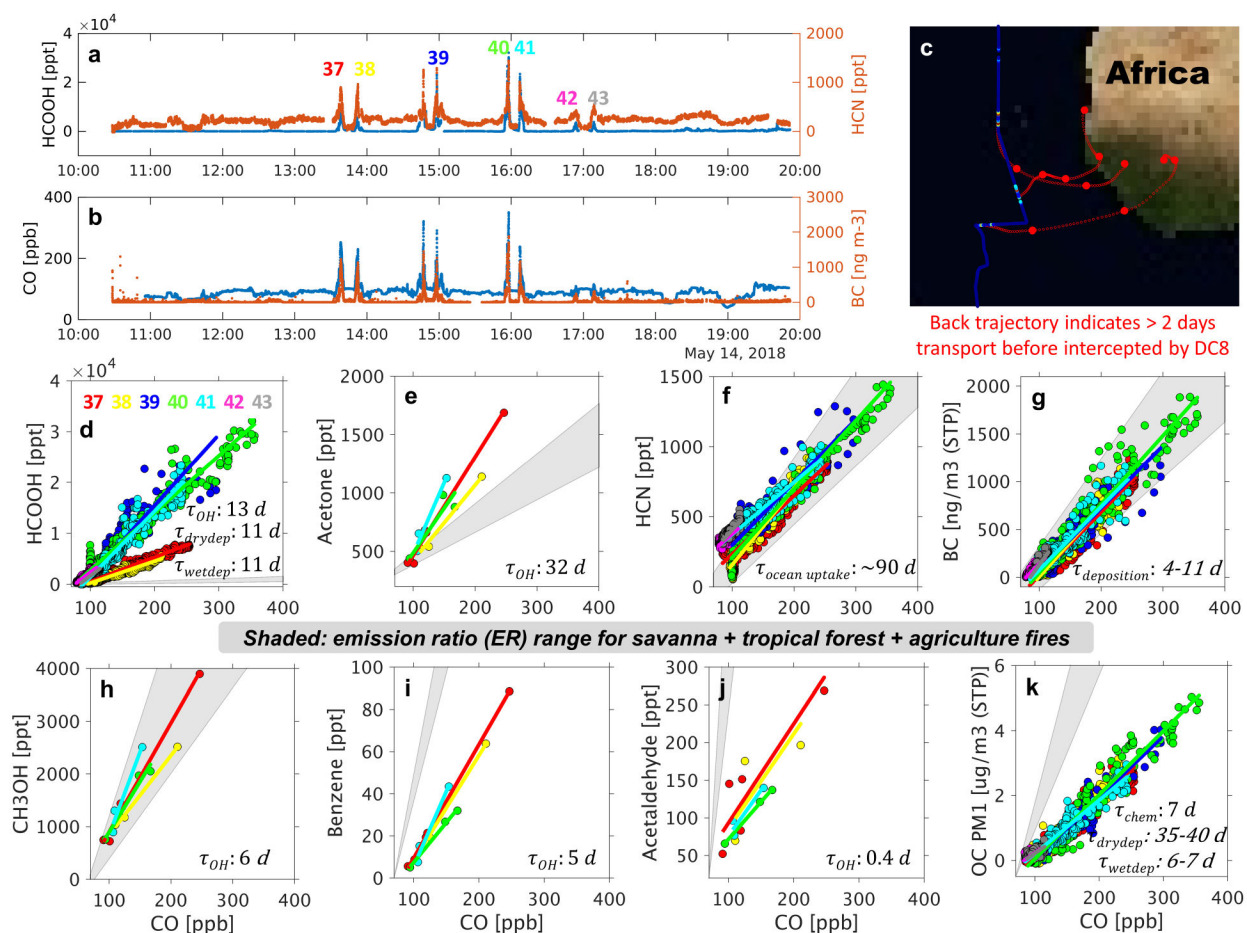 ×10⁴
a
HCOOH [ppt]
4
2
0
37
38
39
40
41
42
43
2000
1000
0
HCN [ppt]
10:00 11:00 12:00 13:00 14:00 15:00 16:00 17:00 18:00 19:00 20:00
b
CO [ppb]
400
200
0
3000
2000
1000
0
BC [ng m-3]
10:00 11:00 12:00 13:00 14:00 15:00 16:00 17:00 18:00 19:00 20:00
May 14, 2018
c
Africa
Back trajectory indicates > 2 days
transport before intercepted by DC8
×10⁴
37 38 39 40 41 42 43
d
HCOOH [ppt]
3
2
1
0
τOH: 13 d
τdrydep: 11 d
τwetdep: 11 d
100 200 300 400
e
Acetone [ppt]
2000
1500
1000
500
τOH: 32 d
100 200 300 400
f
HCN [ppt]
1500
1000
500
0
τocean uptake: ~90 d
100 200 300 400
g
BC [ng/m3 (STP)]
2000
1500
1000
500
0
τdeposition: 4-11 d
100 200 300 400
Shaded: emission ratio (ER) range for savanna + tropical forest + agriculture fires
h
CH3OH [ppt]
4000
3000
2000
1000
0
τOH: 6 d
100 200 300 400
CO [ppb]
i
Benzene [ppt]
100
80
60
40
20
0
τOH: 5 d
100 200 300 400
CO [ppb]
j
Acetaldehyde [ppt]
300
250
200
150
100
50
τOH: 0.4 d
100 200 300 400
CO [ppb]
k
OC PM1 [ug/m3 (STP)]
6
4
2
0
τchem: 7 d
τdrydep: 35-40 d
τwetdep: 6-7 d
100 200 300 400
CO [ppb]